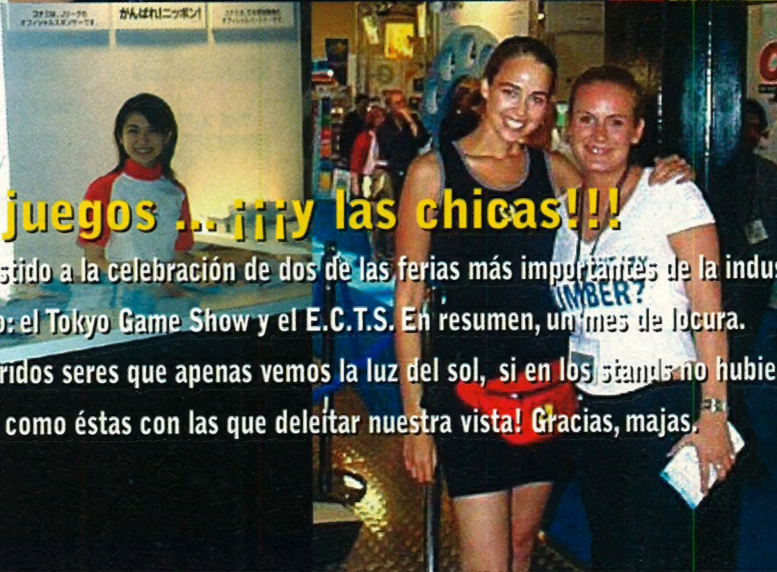 コナミは、Jリーグの
オフィシャルスポンサーです。
がんばれ!ニッポン!
juegos ... ¡¡¡y las chicas!!!
stido a la celebración de dos de las ferias más importantes de la indus
o: el Tokyo Game Show y el E.C.T.S. En resumen, un mes de locura.
ridos seres que apenas vemos la luz del sol, si en los stands no hubie
como éstas con las que deleitar nuestra vista! Gracias, majas.